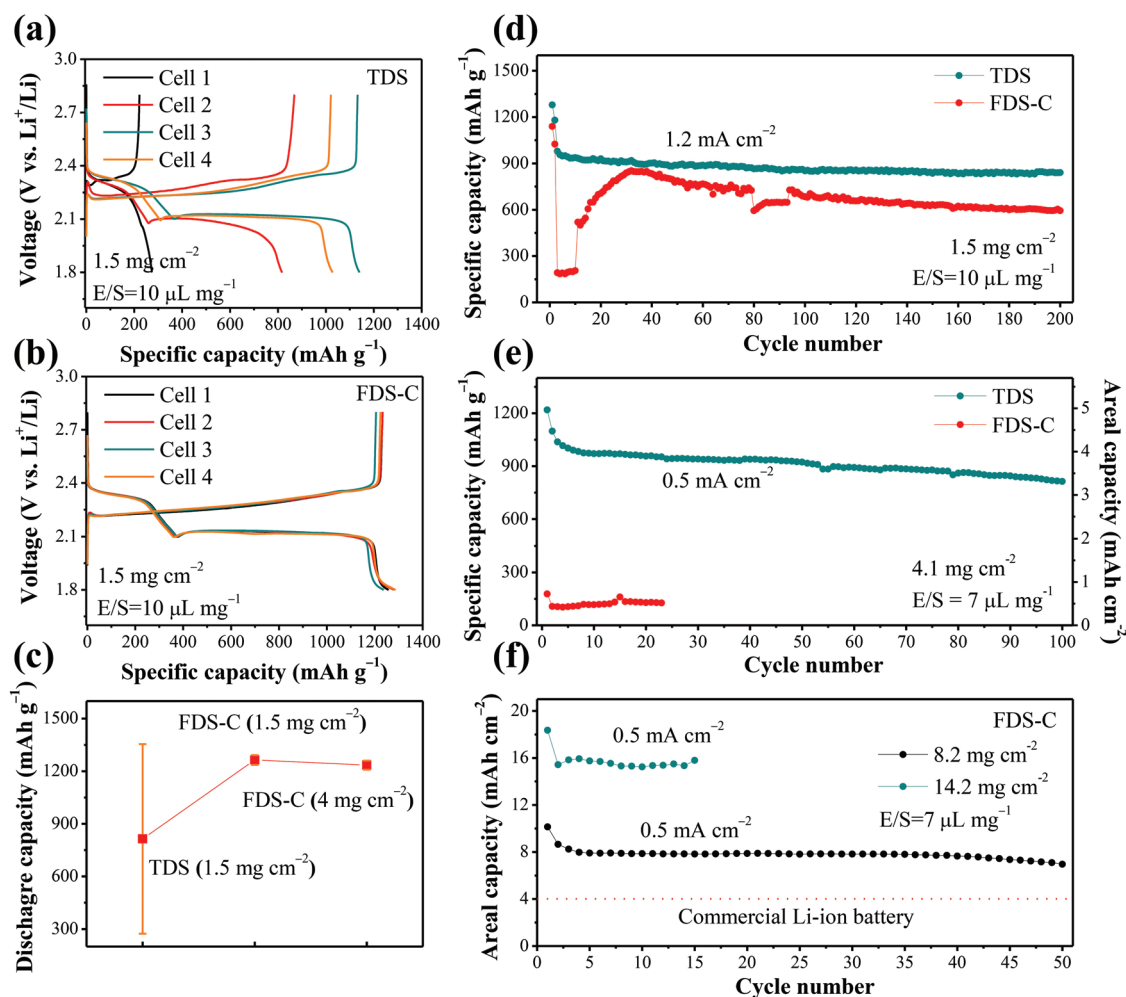 (a)
3.0
2.7
2.4
2.1
1.8
Voltage (V vs. Li⁺/Li)
Cell 1
Cell 2
Cell 3
Cell 4
TDS
1.5 mg cm⁻²
E/S=10 μL mg⁻¹
0 200 400 600 800 1000 1200 1400
Specific capacity (mAh g⁻¹)
(b)
3.0
2.7
2.4
2.1
1.8
Voltage (V vs. Li⁺/Li)
Cell 1
Cell 2
Cell 3
Cell 4
FDS-C
1.5 mg cm⁻²
E/S=10 μL mg⁻¹
0 200 400 600 800 1000 1200 1400
Specific capacity (mAh g⁻¹)
(c)
1500
1200
900
600
300
Dischagre capacity (mAh g⁻¹)
FDS-C (1.5 mg cm⁻²)
FDS-C (4 mg cm⁻²)
TDS (1.5 mg cm⁻²)
(d)
1500
1200
900
600
300
0
Specific capacity (mAh g⁻¹)
TDS
FDS-C
1.2 mA cm⁻²
1.5 mg cm⁻²
E/S=10 μL mg⁻¹
0 20 40 60 80 100 120 140 160 180 200
Cycle number
(e)
1200
900
480
300
150
0
Specific capacity (mAh g⁻¹)
TDS
FDS-C
0.5 mA cm⁻²
4.1 mg cm⁻²
E/S = 7 μL mg⁻¹
5
4
3
2
1
0
Areal capacity (mAh cm⁻²)
0 10 20 30 40 50 60 70 80 90 100
Cycle number
(f)
20
16
12
8
4
0
Areal capacity (mAh cm⁻²)
FDS-C
0.5 mA cm⁻²
8.2 mg cm⁻²
14.2 mg cm⁻²
E/S=7 μL mg⁻¹
0.5 mA cm⁻²
Commercial Li-ion battery
0 5 10 15 20 25 30 35 40 45 50
Cycle number